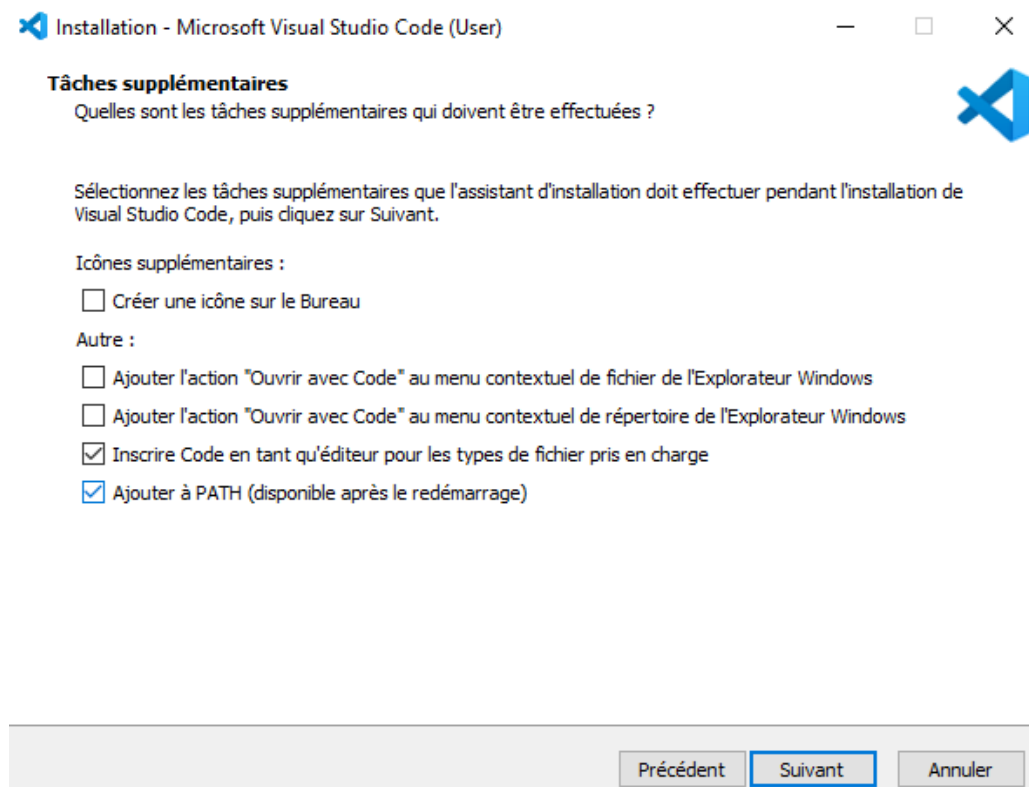 Installation - Microsoft Visual Studio Code (User)
Tâches supplémentaires
Quelles sont les tâches supplémentaires qui doivent être effectuées ?
Sélectionnez les tâches supplémentaires que l'assistant d'installation doit effectuer pendant l'installation de
Visual Studio Code, puis cliquez sur Suivant.
Icônes supplémentaires :
Créer une icône sur le Bureau
Autre :
Ajouter l'action "Ouvrir avec Code" au menu contextuel de fichier de l'Explorateur Windows
Ajouter l'action "Ouvrir avec Code" au menu contextuel de répertoire de l'Explorateur Windows
Inscrire Code en tant qu'éditeur pour les types de fichier pris en charge
Ajouter à PATH (disponible après le redémarrage)
Précédent Suivant Annuler